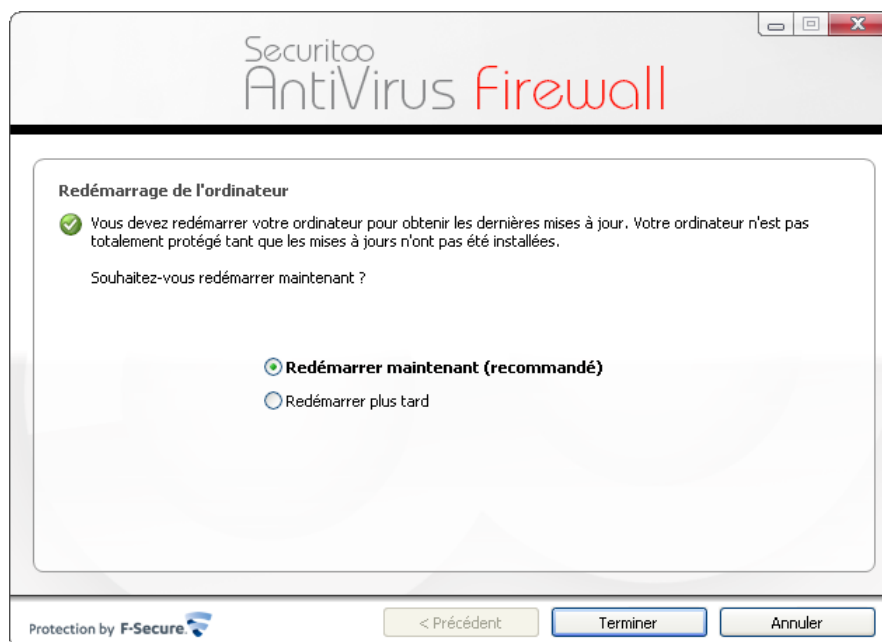 Securitoo
AntiVirus Firewall
Redémarrage de l'ordinateur
Vous devez redémarrer votre ordinateur pour obtenir les dernières mises à jour. Votre ordinateur n'est pas
totalement protégé tant que les mises à jours n'ont pas été installées.
Souhaitez-vous redémarrer maintenant ?
Redémarrer maintenant (recommandé)
Redémarrer plus tard
Protection by F-Secure.
< Précédent
Terminer
Annuler